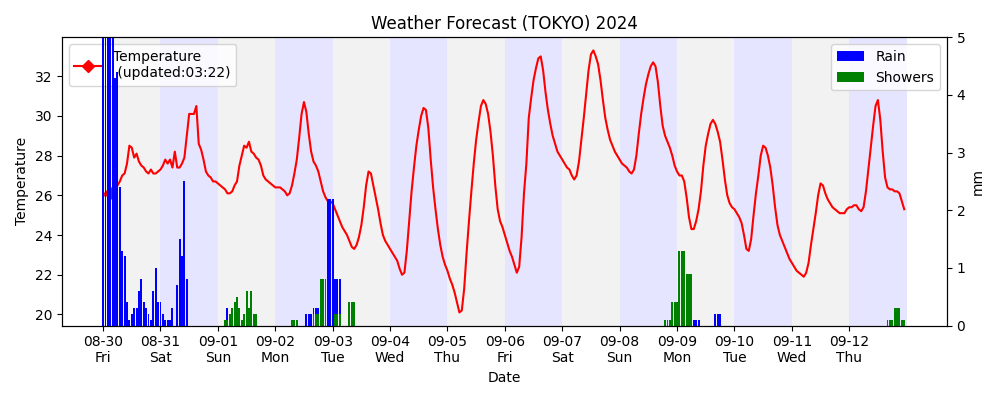 Weather Forecast (TOKYO) 2024
Temperature
(updated:03:22)
Rain
Showers
Temperature
32
30
28
26
24
22
20
5
4
3
2
1
0
mm
08-30 08-31 09-01 09-02 09-03 09-04 09-05 09-06 09-07 09-08 09-09 09-10 09-11 09-12
Fri Sat Sun Mon Tue Wed Thu Fri Sat Sun Mon Tue Wed Thu
Date